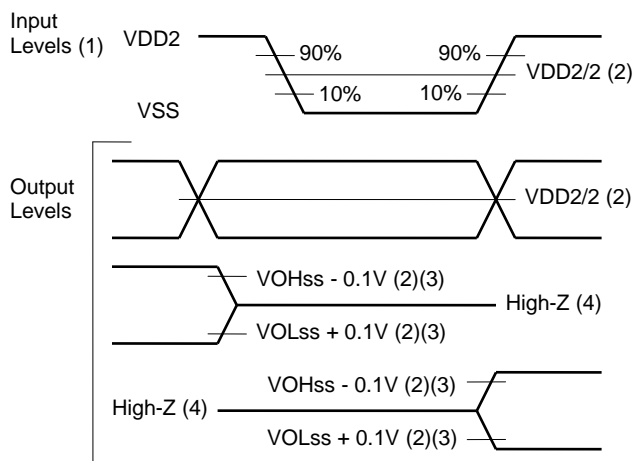 Input
Levels (1)
VDD2
90%
90%
VDD2/2 (2)
10%
10%
VSS
Output
Levels
VDD2/2 (2)
VOHss - 0.1V (2)(3)
High-Z (4)
VOLss + 0.1V (2)(3)
VOHss - 0.1V (2)(3)
High-Z (4)
VOLss + 0.1V (2)(3)